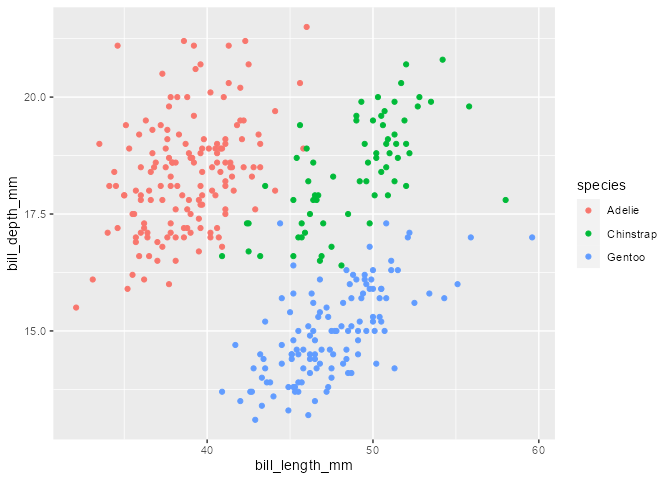 bill_depth_mm
20.0
17.5
15.0
40
50
60
bill_length_mm
species
Adelie
Chinstrap
Gentoo